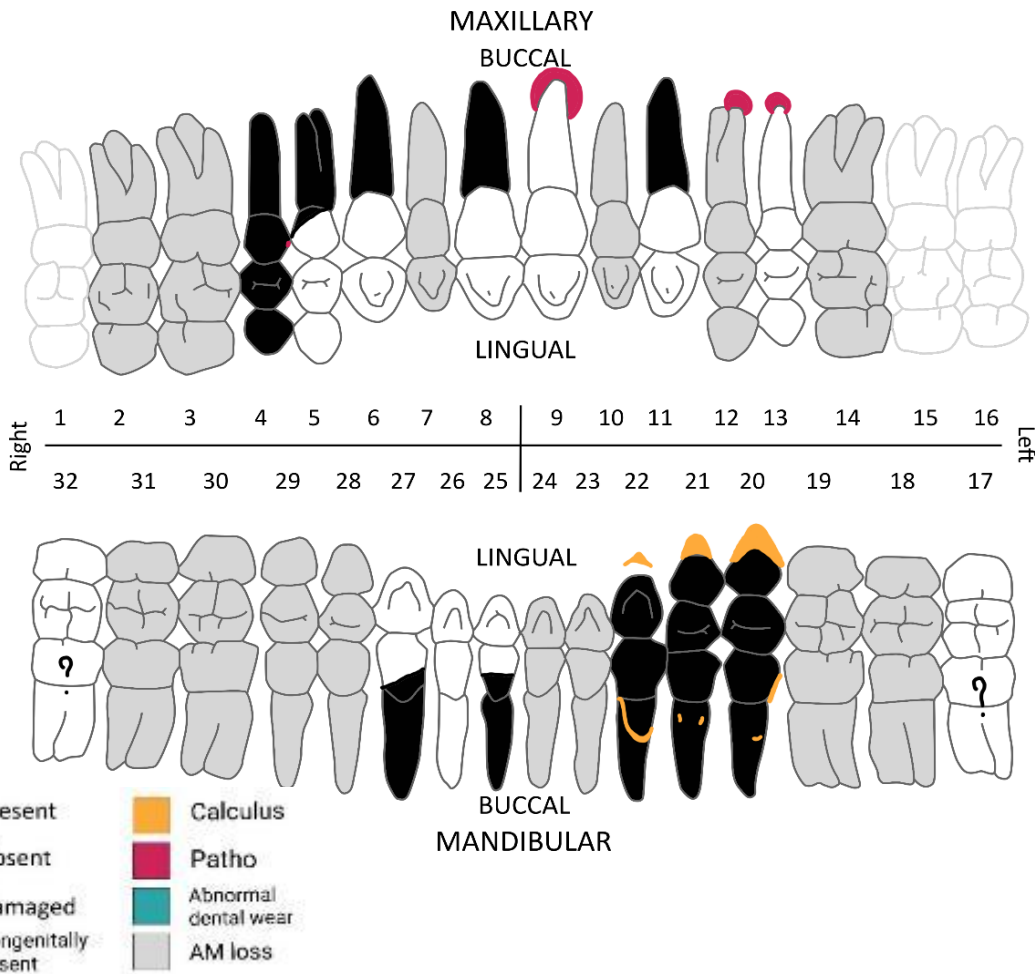 MAXILLARY
BUCCAL
LINGUAL
1 2 3 4 5 6 7 8 9 10 11 12 13 14 15 16
Right
Left
32 31 30 29 28 27 26 25 24 23 22 21 20 19 18 17
LINGUAL
?
?
BUCCAL
MANDIBULAR
esent
Calculus
sent
Patho
maged
Abnormal
dental wear
ngenitally
sent
AM loss